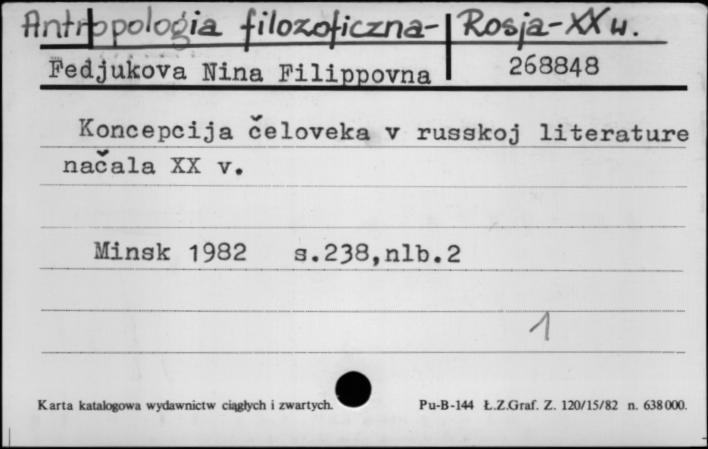 Antropologia filozoficzna - Rosja - XX w.
Fedjukova Nina Filippovna 268848
Koncepcija čeloveka v russkoj literature
načala XX v.
Minsk 1982 s.238,nlb.2
1
Karta katalogowa wydawnictw ciągłych i zwartych. Pu-B-144 Ł.Z.Graf. Z. 120/15/82 n. 638000.